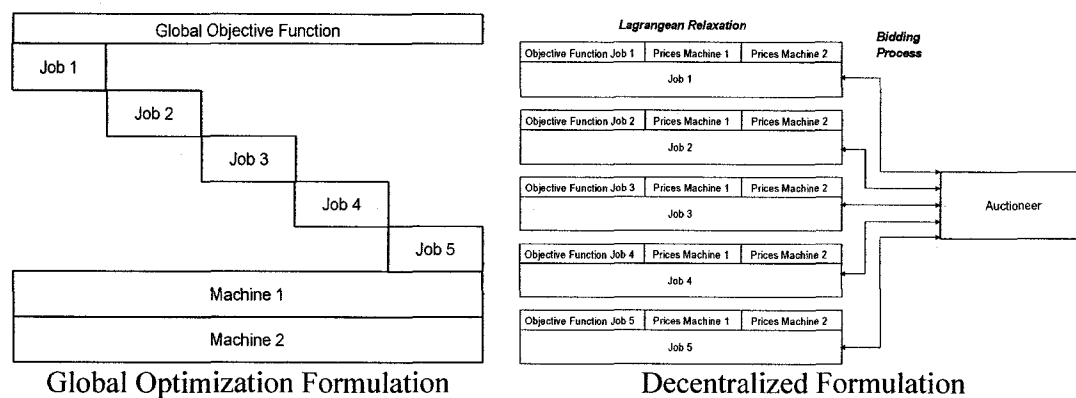 Global Objective Function
Job 1
Job 2
Job 3
Job 4
Job 5
Machine 1
Machine 2
Global Optimization Formulation
Lagrangean Relaxation
Bidding
Process
Objective Function Job 1 Prices Machine 1 Prices Machine 2
Job 1
Objective Function Job 2 Prices Machine 1 Prices Machine 2
Job 2
Objective Function Job 3 Prices Machine 1 Prices Machine 2
Job 3
Objective Function Job 4 Prices Machine 1 Prices Machine 2
Job 4
Objective Function Job 5 Prices Machine 1 Prices Machine 2
Job 5
Auctioneer
Decentralized Formulation